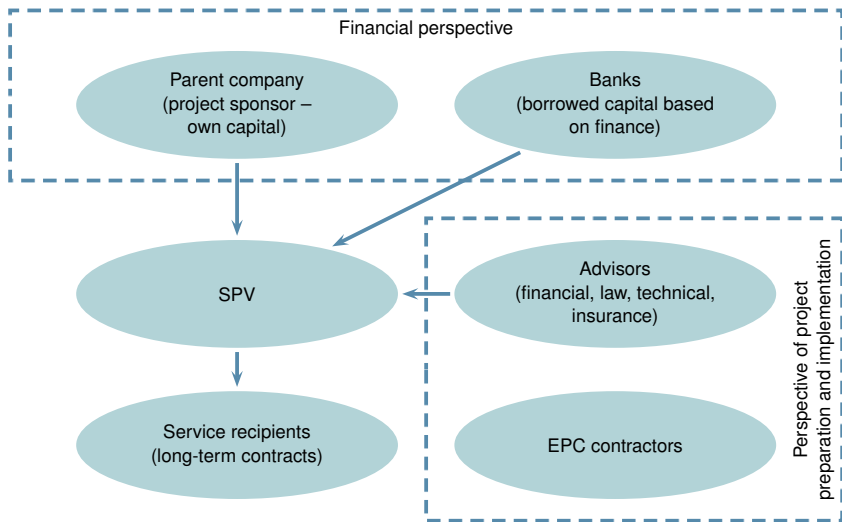 Financial perspective
Parent company
(project sponsor –
own capital)
Banks
(borrowed capital based
on finance)
SPV
Advisors
(financial, law, technical,
insurance)
Service recipients
(long-term contracts)
EPC contractors
Perspective of project
preparation and implementation